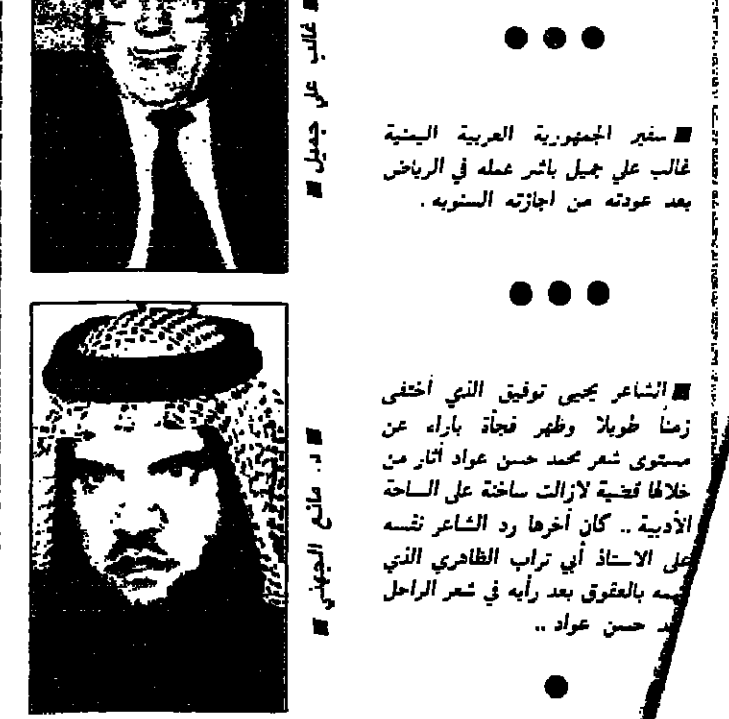 ■ غالب علي جميل ■
■ سفير الجمهورية العربية اليمنية
غالب علي جميل باشر عمله في الرياض
بعد عودته من اجازته السنويه .
■ الشاعر يحيى توفيق الذي أختفى
زمناً طويلا وظهر فجأة باراء عن
مستوى شعر محمد حسن عواد أثار من
خلالها قضية لازالت ساخنة على الساحة
الأدبية .. كان أخرها رد الشاعر نفسه
على الاستاذ أبي تراب الظاهري الذي
بالعقوق بعد رأيه في شعر الراحل
حسن عواد ..
■ د. مانع الجهني ■